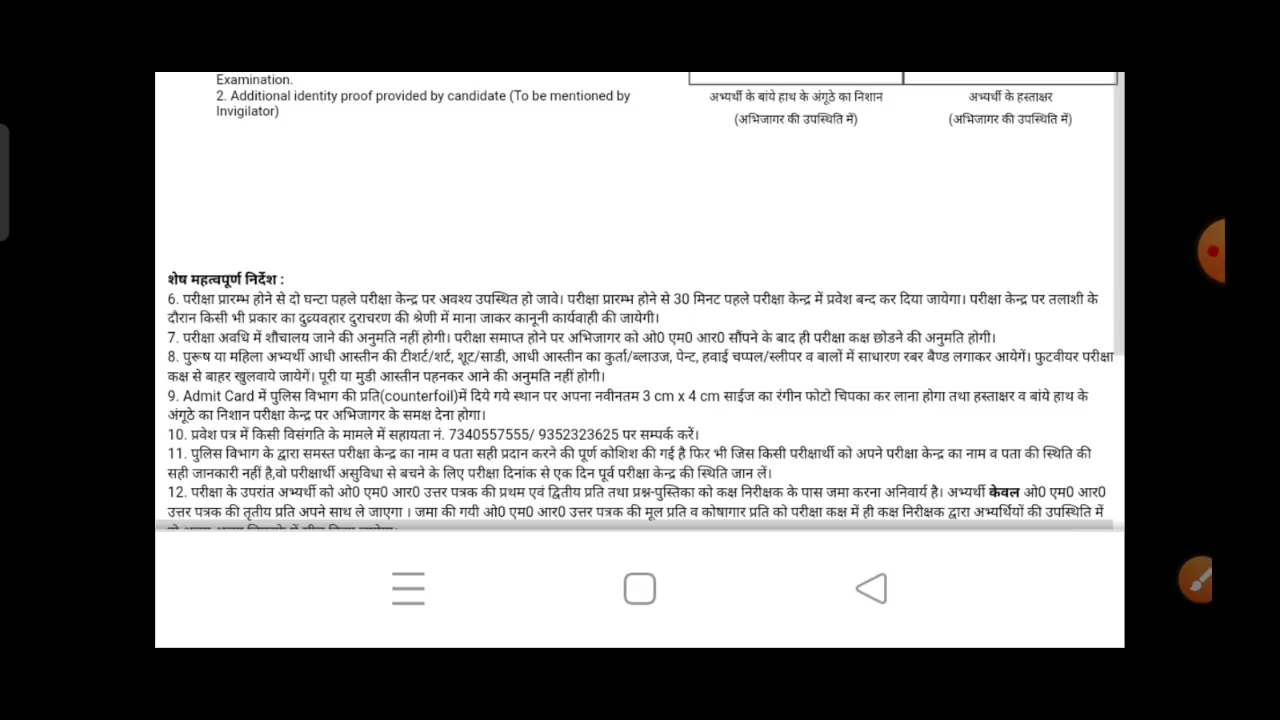 Examination.
2. Additional identity proof provided by candidate (To be mentioned by
Invigilator)
अभ्यर्थी के बांये हाथ के अंगूठे का निशान
(अभिजागर की उपस्थिति में)
अभ्यर्थी के हस्ताक्षर
(अभिजागर की उपस्थिति में)
शेष महत्वपूर्ण निर्देश :
6. परीक्षा प्रारम्भ होने से दो घन्टा पहले परीक्षा केन्द्र पर अवश्य उपस्थित हो जावे। परीक्षा प्रारम्भ होने से 30 मिनट पहले परीक्षा केन्द्र में प्रवेश बन्द कर दिया जायेगा। परीक्षा केन्द्र पर तलाशी के
दौरान किसी भी प्रकार का दुव्र्यवहार दुराचरण की श्रेणी में माना जाकर कानूनी कार्यवाही की जायेगी।
7. परीक्षा अवधि में शौचालय जाने की अनुमति नहीं होगी। परीक्षा समाप्त होने पर अभिजागर को ओ0 एम0 आर0 सौंपने के बाद ही परीक्षा कक्ष छोडने की अनुमति होगी।
8. पुरूष या महिला अभ्यर्थी आधी आस्तीन की टीशर्ट/शर्ट, शूट/साडी, आधी आस्तीन का कुर्ता/ब्लाउज, पेन्ट, हवाई चप्पल/स्लीपर व बालों में साधारण रबर बैण्ड लगाकर आयेगें। फुटवीयर परीक्षा
कक्ष से बाहर खुलवाये जायेगें। पूरी या मुडी आस्तीन पहनकर आने की अनुमति नहीं होगी।
9. Admit Card में पुलिस विभाग की प्रति(counterfoil)में दिये गये स्थान पर अपना नवीनतम 3 cm x 4 cm साईज का रंगीन फोटो चिपका कर लाना होगा तथा हस्ताक्षर व बांये हाथ के
अंगूठे का निशान परीक्षा केन्द्र पर अभिजागर के समक्ष देना होगा।
10. प्रवेश पत्र में किसी विसंगति के मामले में सहायता नं. 7340557555/ 9352323625 पर सम्पर्क करें।
11. पुलिस विभाग के द्वारा समस्त परीक्षा केन्द्र का नाम व पता सही प्रदान करने की पूर्ण कोशिश की गई है फिर भी जिस किसी परीक्षार्थी को अपने परीक्षा केन्द्र का नाम व पता की स्थिति की
सही जानकारी नहीं है,वो परीक्षार्थी असुविधा से बचने के लिए परीक्षा दिनांक से एक दिन पूर्व परीक्षा केन्द्र की स्थिति जान लें।
12. परीक्षा के उपरांत अभ्यर्थी को ओ0 एम0 आर0 उत्तर पत्रक की प्रथम एवं द्वितीय प्रति तथा प्रश्न-पुस्तिका को कक्ष निरीक्षक के पास जमा करना अनिवार्य है। अभ्यर्थी केवल ओ0 एम0 आर0
उत्तर पत्रक की तृतीय प्रति अपने साथ ले जाएगा । जमा की गयी ओ0 एम0 आर0 उत्तर पत्रक की मूल प्रति व कोषागार प्रति को परीक्षा कक्ष में ही कक्ष निरीक्षक द्वारा अभ्यर्थियों की उपस्थिति में